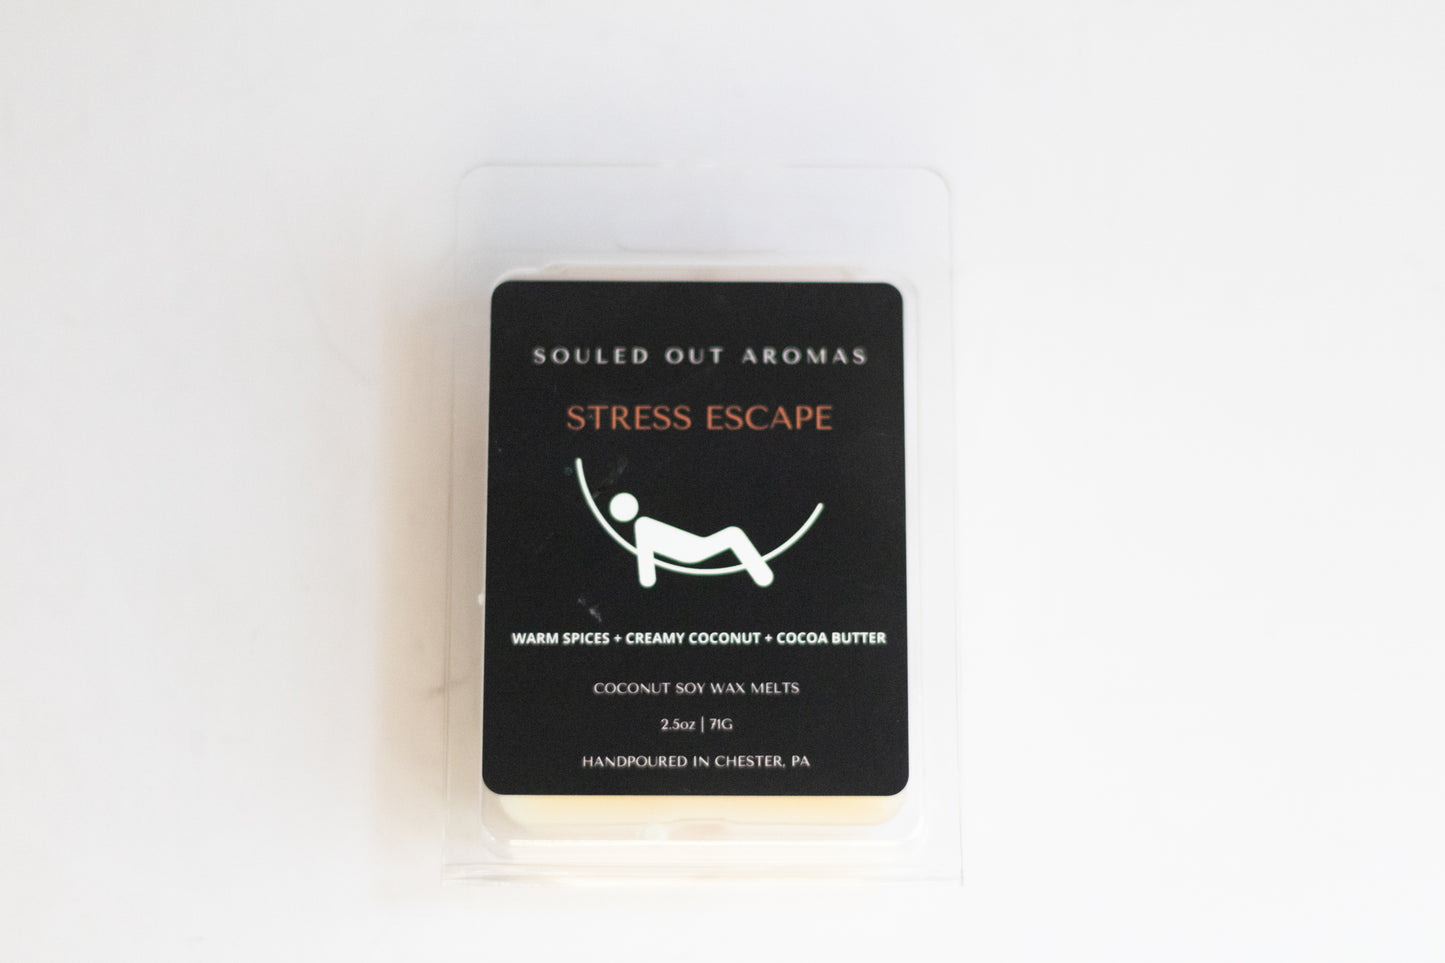 SOULED OUT AROMAS
STRESS ESCAPE
WARM SPICES + CREAMY COCONUT + COCOA BUTTER
COCONUT SOY WAX MELTS
2.5oz | 71G
HANDPOURED IN CHESTER, PA